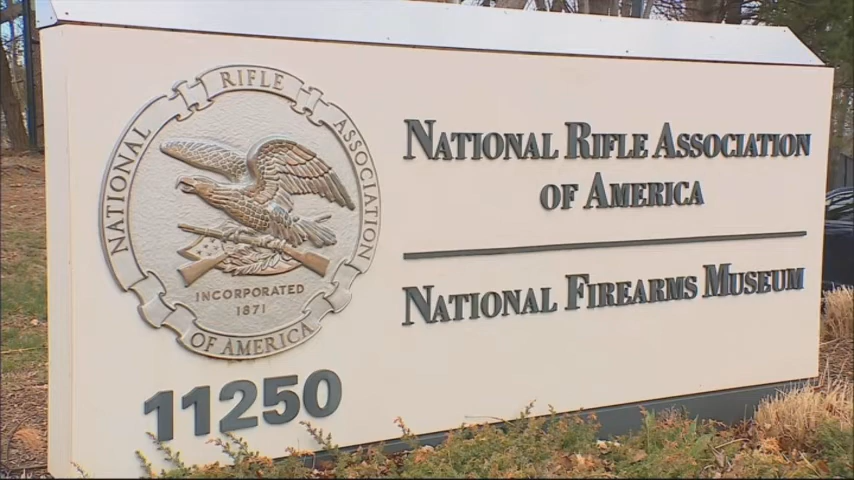 NATIONAL RIFLE ASSOCIATION
OF AMERICA
INCORPORATED
1871
11250
NATIONAL RIFLE ASSOCIATION
OF AMERICA
NATIONAL FIREARMS MUSEUM